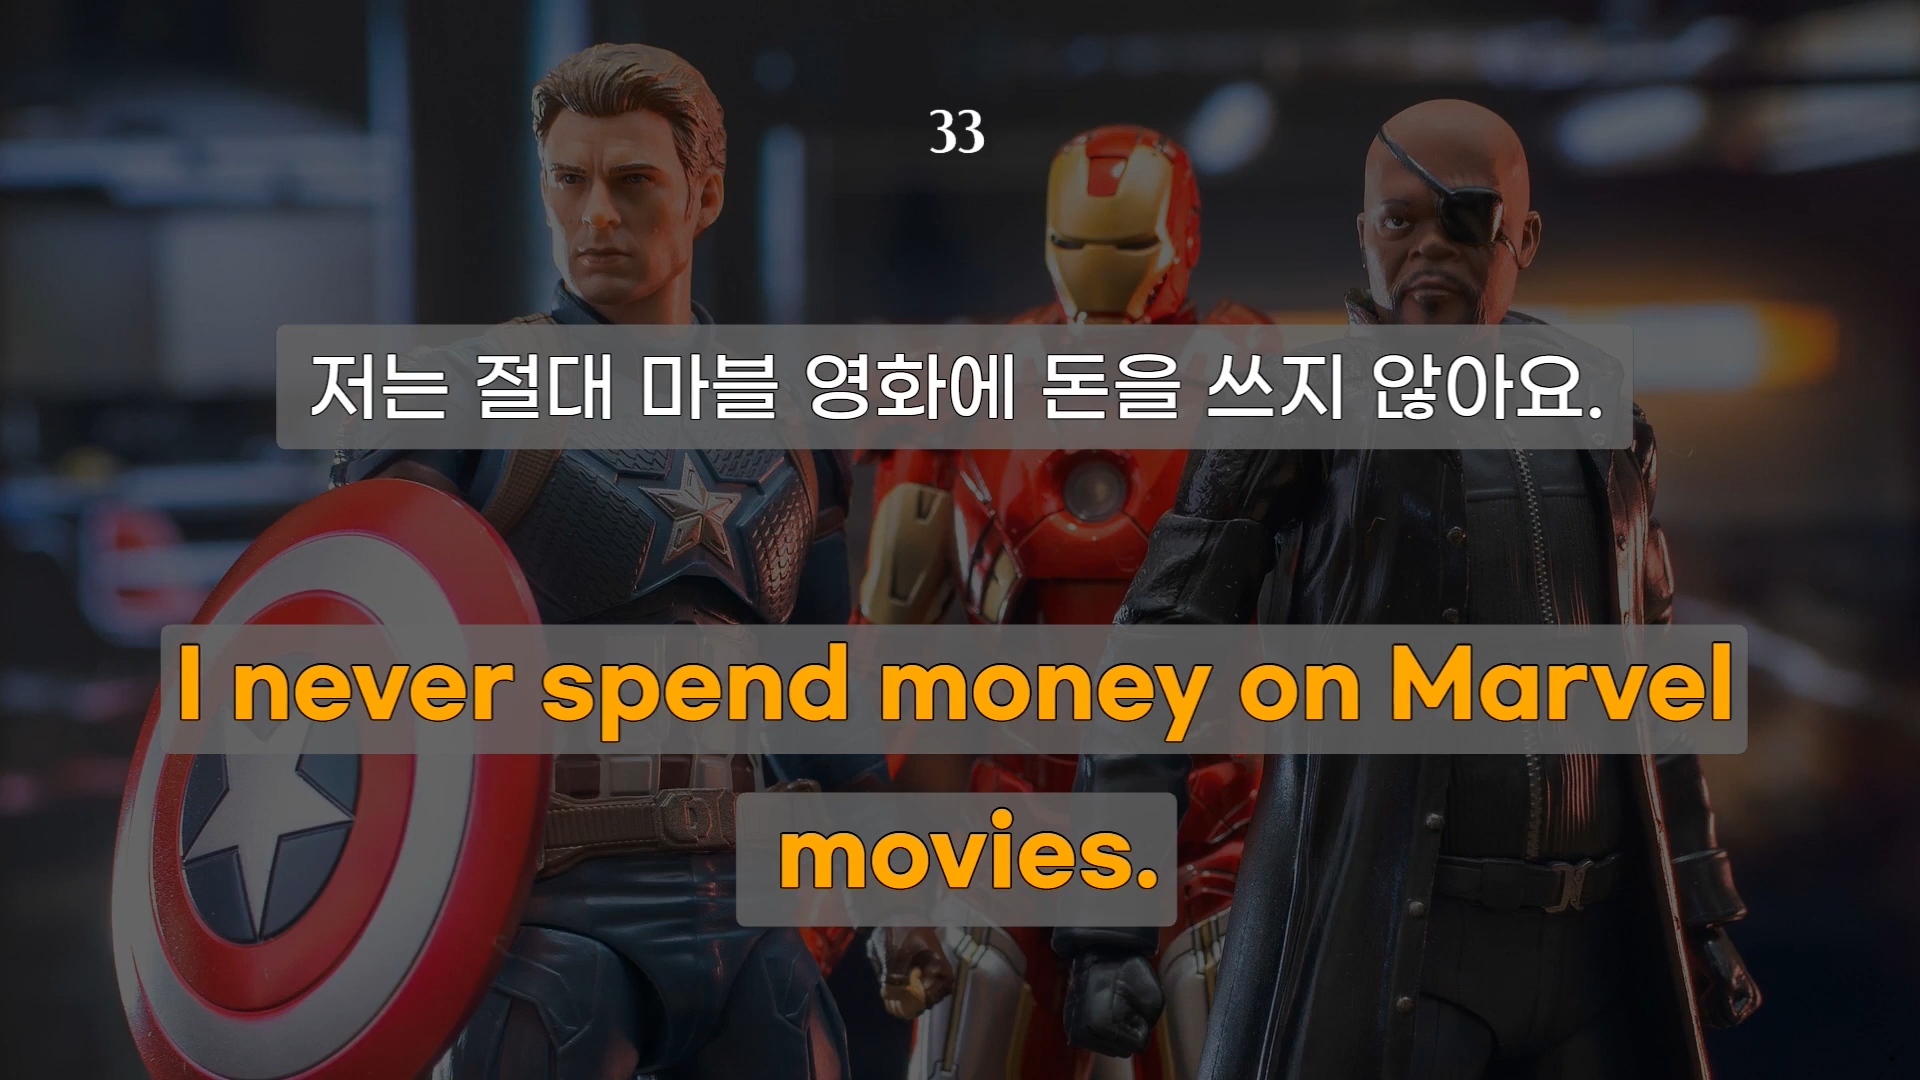 33
저는 절대 마블 영화에 돈을 쓰지 않아요.
I never spend money on Marvel
movies.